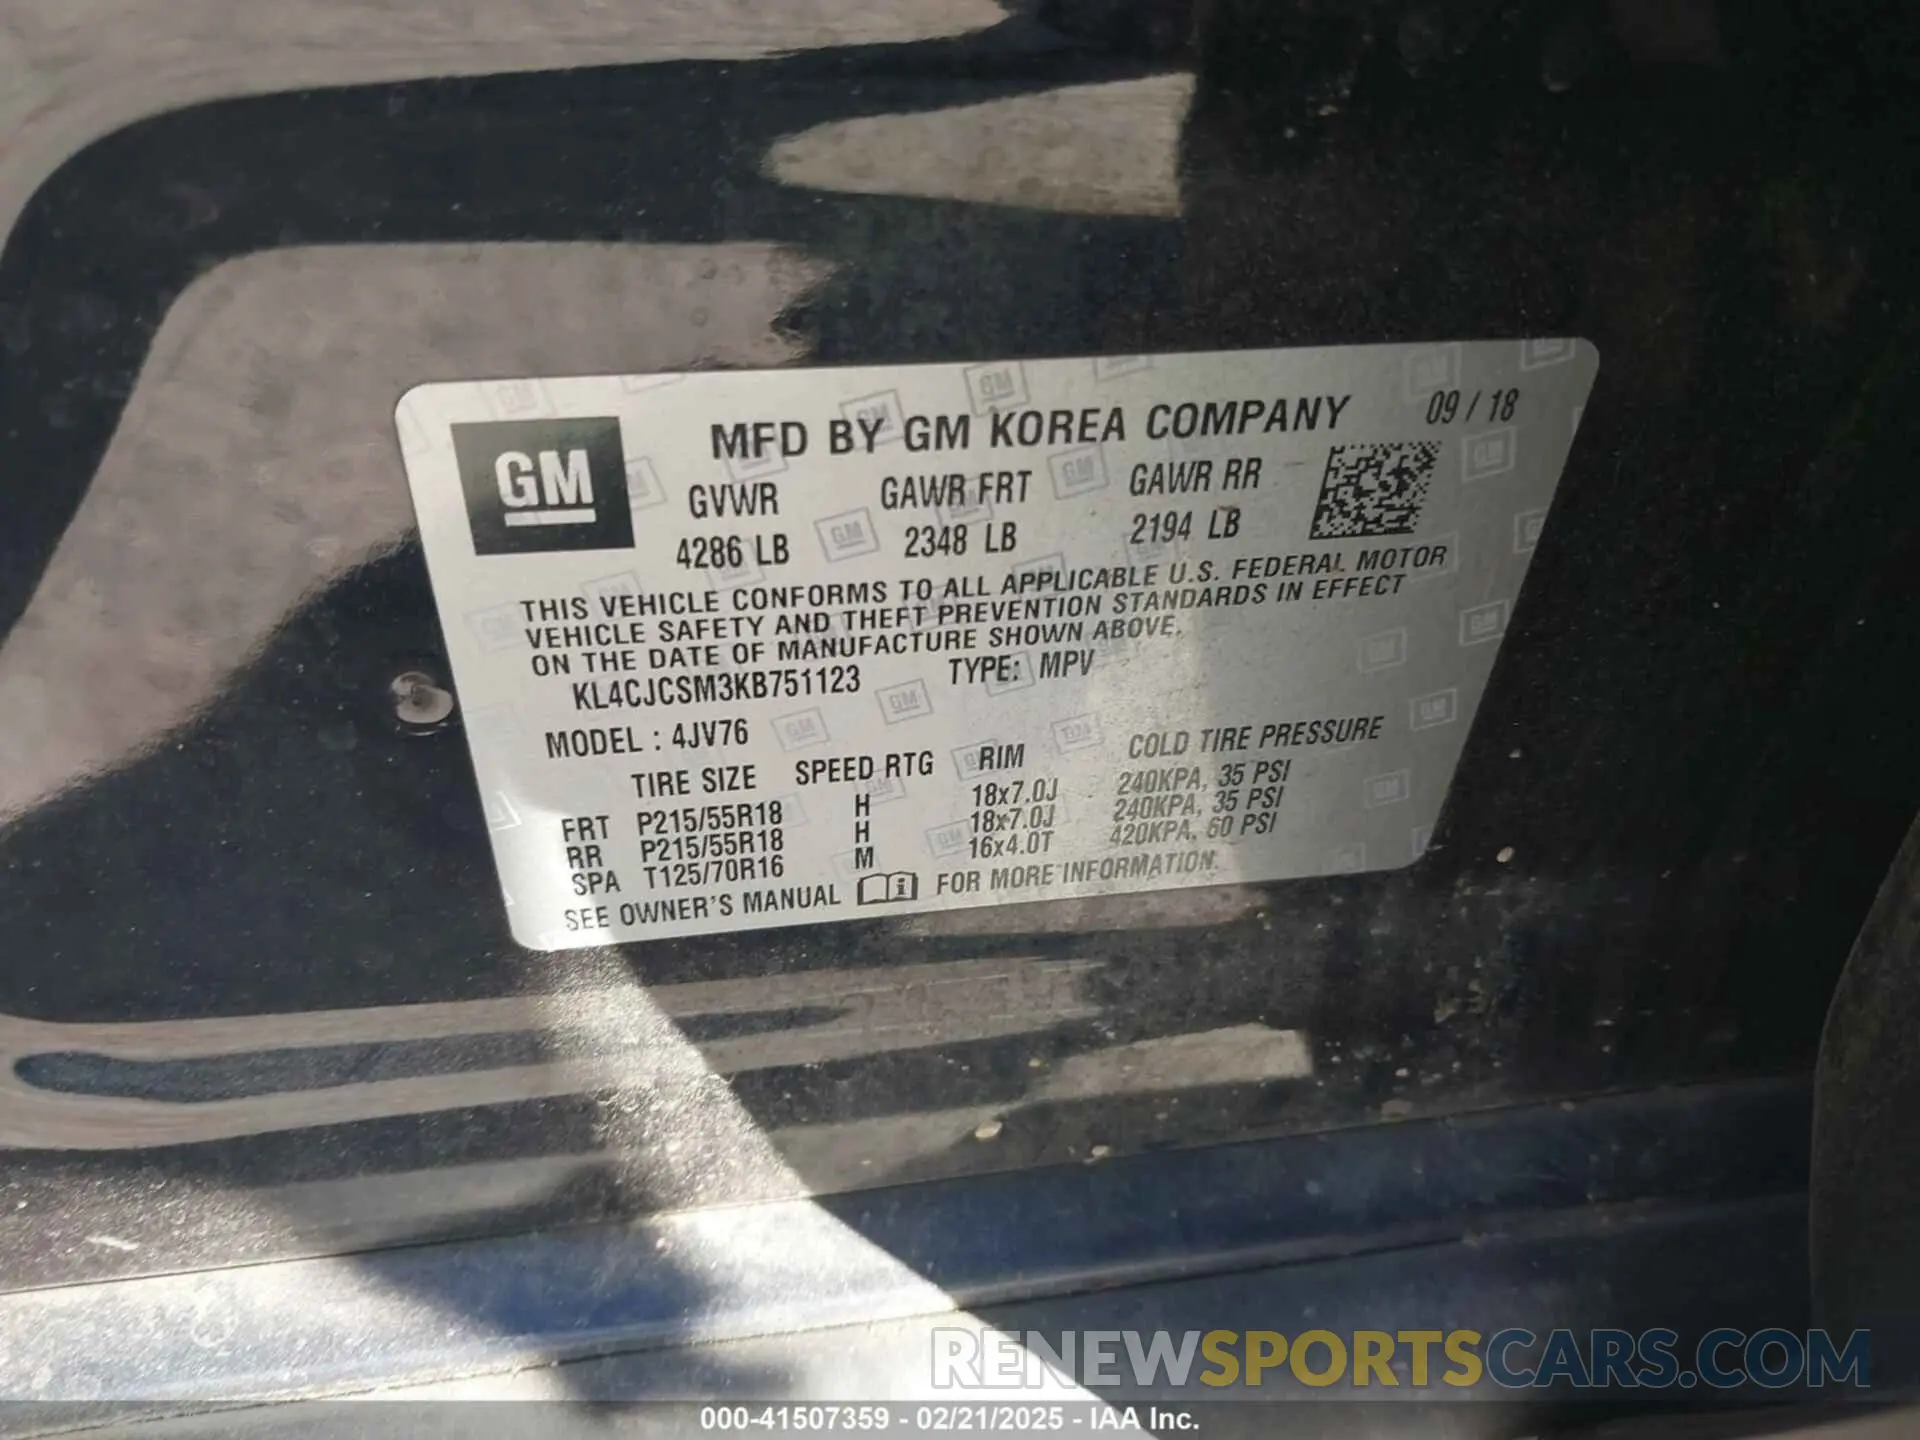 GM
MFD BY GM KOREA COMPANY 09 / 18
GVWR GAWR FRT GAWR RR
4286 LB 2348 LB 2194 LB
THIS VEHICLE CONFORMS TO ALL APPLICABLE U.S. FEDERAL MOTOR
VEHICLE SAFETY AND THEFT PREVENTION STANDARDS IN EFFECT
ON THE DATE OF MANUFACTURE SHOWN ABOVE.
KL4CJCSM3KB751123 TYPE: MPV
MODEL : 4JV76
TIRE SIZE SPEED RTG RIM COLD TIRE PRESSURE
FRT P215/55R18 H 18x7.0J 240KPA, 35 PSI
RR P215/55R18 H 18x7.0J 240KPA, 35 PSI
SPA T125/70R16 M 16x4.0T 420KPA, 60 PSI
SEE OWNER'S MANUAL FOR MORE INFORMATION.
RENEWSPORTSCARS.COM
000-41507359 - 02/21/2025 - IAA Inc.